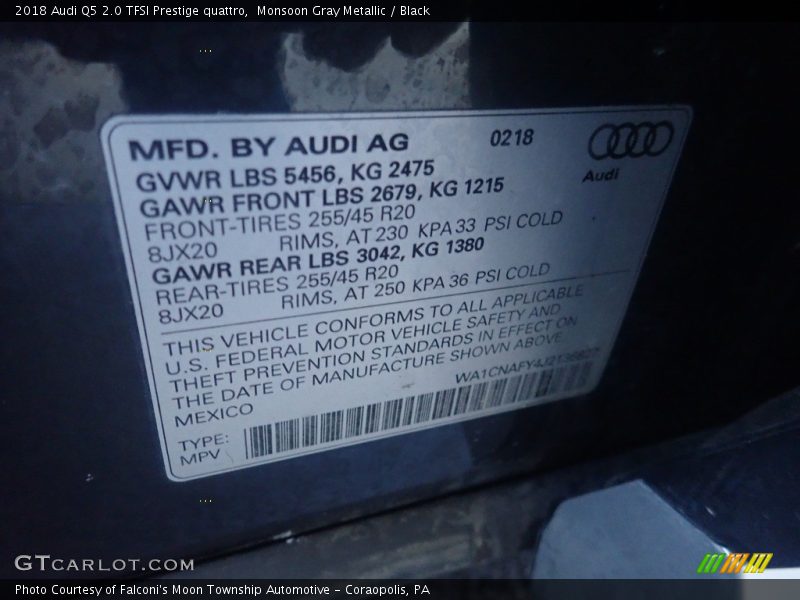 2018 Audi Q5 2.0 TFSI Prestige quattro, Monsoon Gray Metallic / Black
MFD. BY AUDI AG 0218
GVWR LBS 5456, KG 2475
Audi
GAWR FRONT LBS 2679, KG 1215
FRONT-TIRES 255/45 R20
8JX20 RIMS, AT 230 KPA 33 PSI COLD
GAWR REAR LBS 3042, KG 1380
REAR-TIRES 255/45 R20
8JX20 RIMS, AT 250 KPA 36 PSI COLD
THIS VEHICLE CONFORMS TO ALL APPLICABLE
U.S. FEDERAL MOTOR VEHICLE SAFETY AND
THEFT PREVENTION STANDARDS IN EFFECT ON
THE DATE OF MANUFACTURE SHOWN ABOVE.
MEXICO
TYPE:
MPV
GTCARLOT.COM
Photo Courtesy of Falconi's Moon Township Automotive - Coraopolis, PA